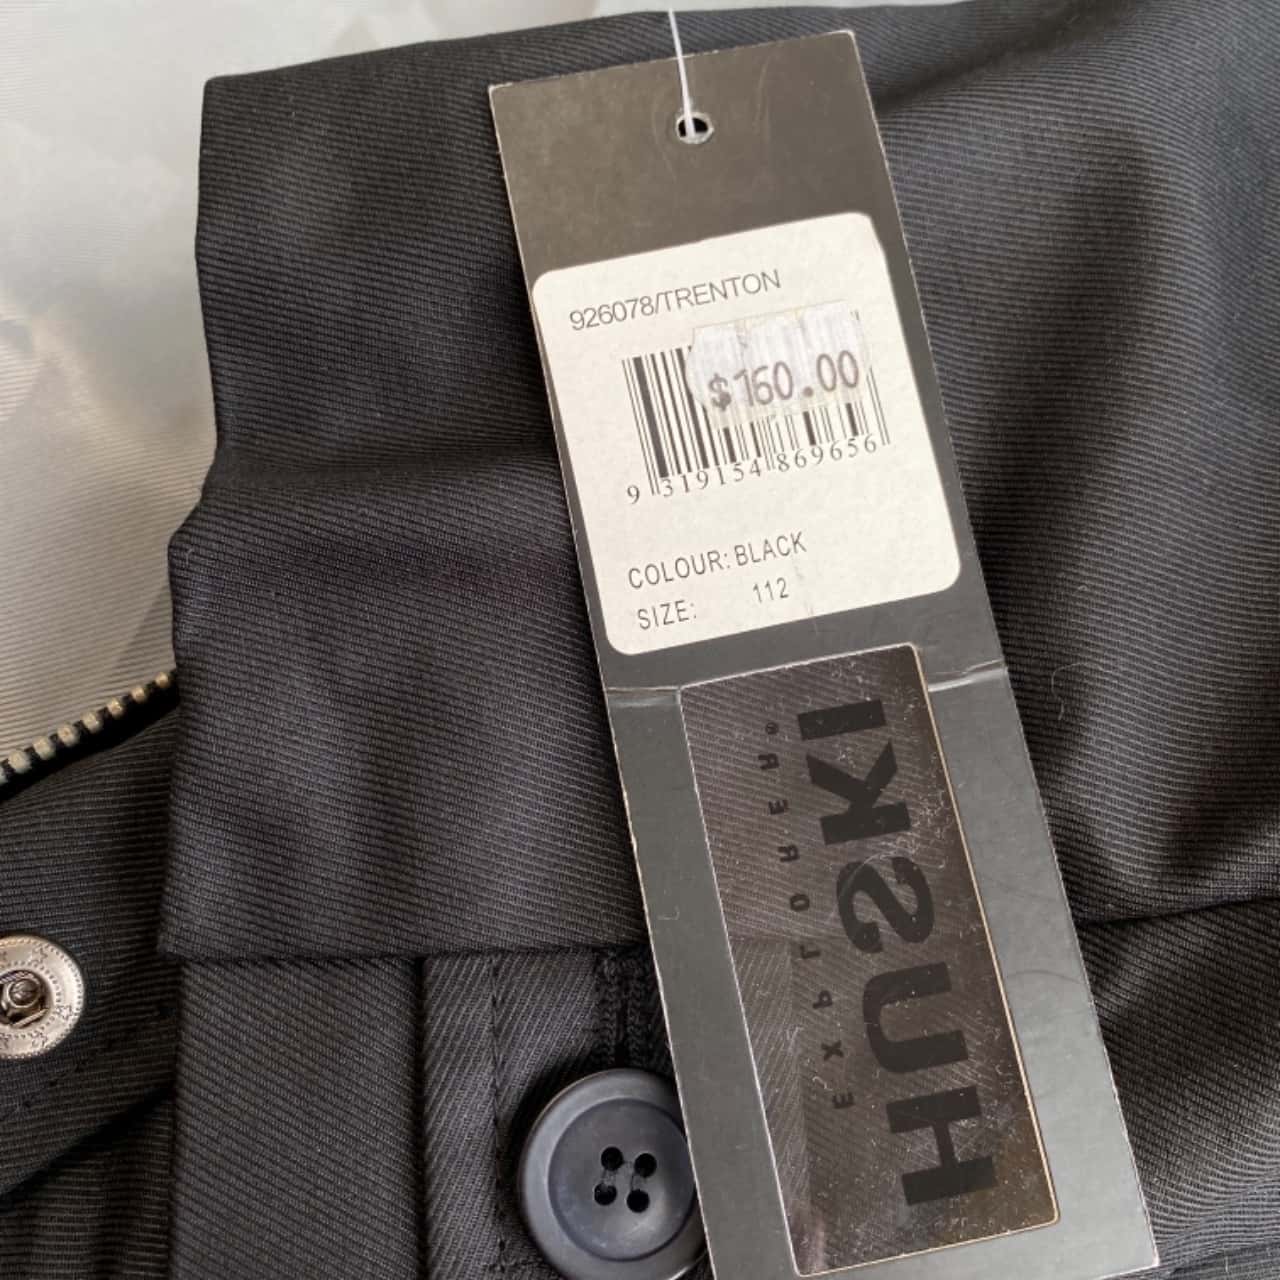 926078/TRENTON
$160.00
9 319154 869656
COLOUR: BLACK
SIZE: 112
HUSKI
EXPLORER®